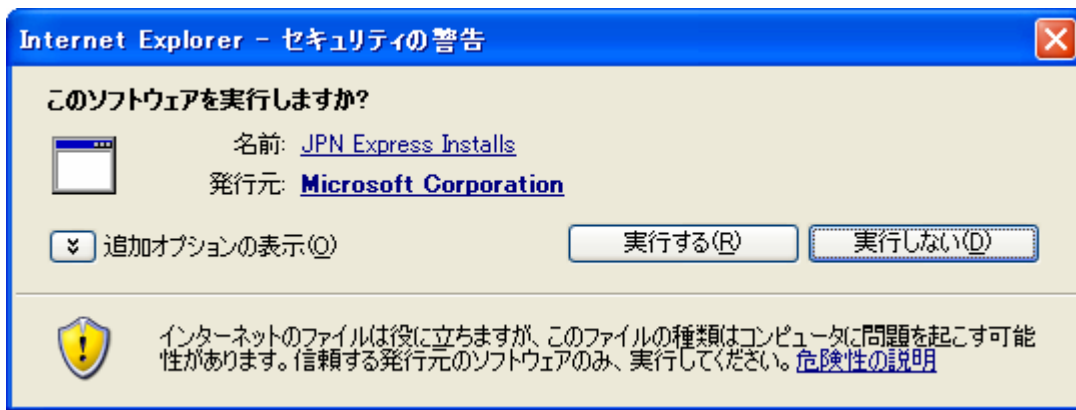 Internet Explorer - セキュリティの警告
このソフトウェアを実行しますか?
名前: JPN Express Installs
発行元: Microsoft Corporation
追加オプションの表示(O) 実行する(R) 実行しない(D)
インターネットのファイルは役に立ちますが、このファイルの種類はコンピュータに問題を起こす可能
性があります。信頼する発行元のソフトウェアのみ、実行してください。危険性の説明